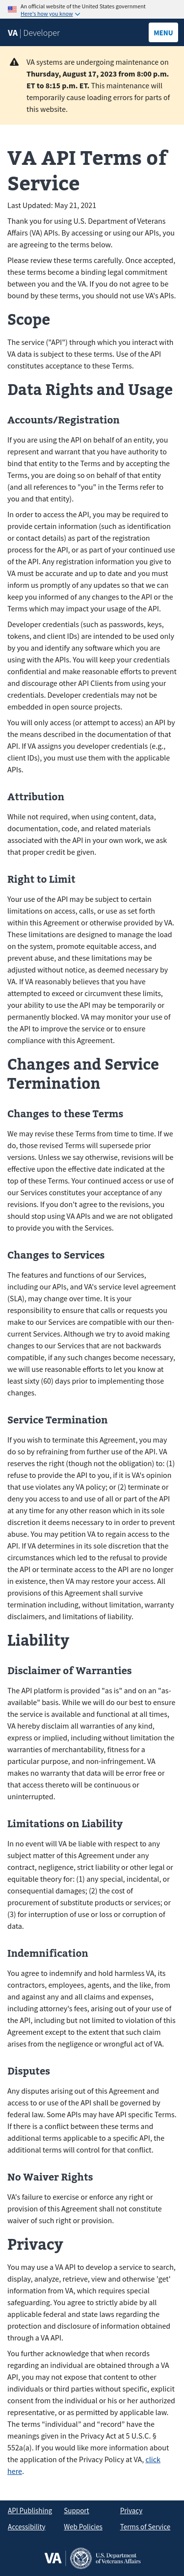 An official website of the United States government
Here's how you know
VA | Developer
MENU
VA systems are undergoing maintenance on
Thursday, August 17, 2023 from 8:00 p.m.
ET to 8:15 p.m. ET. This maintenance will
temporarily cause loading errors for parts of
this website.
VA API Terms of
Service
Last Updated: May 21, 2021
Thank you for using U.S. Department of Veterans
Affairs (VA) APIs. By accessing or using our APIs, you
are agreeing to the terms below.
Please review these terms carefully. Once accepted,
these terms become a binding legal commitment
between you and the VA. If you do not agree to be
bound by these terms, you should not use VA's APIs.
Scope
The service ("API") through which you interact with
VA data is subject to these terms. Use of the API
constitutes acceptance to these Terms.
Data Rights and Usage
Accounts/Registration
If you are using the API on behalf of an entity, you
represent and warrant that you have authority to
bind that entity to the Terms and by accepting the
Terms, you are doing so on behalf of that entity
(and all references to "you" in the Terms refer to
you and that entity).
In order to access the API, you may be required to
provide certain information (such as identification
or contact details) as part of the registration
process for the API, or as part of your continued use
of the API. Any registration information you give to
VA must be accurate and up to date and you must
inform us promptly of any updates so that we can
keep you informed of any changes to the API or the
Terms which may impact your usage of the API.
Developer credentials (such as passwords, keys,
tokens, and client IDs) are intended to be used only
by you and identify any software which you are
using with the APIs. You will keep your credentials
confidential and make reasonable efforts to prevent
and discourage other API Clients from using your
credentials. Developer credentials may not be
embedded in open source projects.
You will only access (or attempt to access) an API by
the means described in the documentation of that
API. If VA assigns you developer credentials (e.g.,
client IDs), you must use them with the applicable
APIs.
Attribution
While not required, when using content, data,
documentation, code, and related materials
associated with the API in your own work, we ask
that proper credit be given.
Right to Limit
Your use of the API may be subject to certain
limitations on access, calls, or use as set forth
within this Agreement or otherwise provided by VA.
These limitations are designed to manage the load
on the system, promote equitable access, and
prevent abuse, and these limitations may be
adjusted without notice, as deemed necessary by
VA. If VA reasonably believes that you have
attempted to exceed or circumvent these limits,
your ability to use the API may be temporarily or
permanently blocked. VA may monitor your use of
the API to improve the service or to ensure
compliance with this Agreement.
Changes and Service
Termination
Changes to these Terms
We may revise these Terms from time to time. If we
do, those revised Terms will supersede prior
versions. Unless we say otherwise, revisions will be
effective upon the effective date indicated at the
top of these Terms. Your continued access or use of
our Services constitutes your acceptance of any
revisions. If you don't agree to the revisions, you
should stop using VA APIs and we are not obligated
to provide you with the Services.
Changes to Services
The features and functions of our Services,
including our APIs, and VA's service level agreement
(SLA), may change over time. It is your
responsibility to ensure that calls or requests you
make to our Services are compatible with our then-
current Services. Although we try to avoid making
changes to our Services that are not backwards
compatible, if any such changes become necessary,
we will use reasonable efforts to let you know at
least sixty (60) days prior to implementing those
changes.
Service Termination
If you wish to terminate this Agreement, you may
do so by refraining from further use of the API. VA
reserves the right (though not the obligation) to: (1)
refuse to provide the API to you, if it is VA's opinion
that use violates any VA policy; or (2) terminate or
deny you access to and use of all or part of the API
at any time for any other reason which in its sole
discretion it deems necessary to in order to prevent
abuse. You may petition VA to regain access to the
API. If VA determines in its sole discretion that the
circumstances which led to the refusal to provide
the API or terminate access to the API are no longer
in existence, then VA may restore your access. All
provisions of this Agreement shall survive
termination including, without limitation, warranty
disclaimers, and limitations of liability.
Liability
Disclaimer of Warranties
The API platform is provided "as is" and on an "as-
available" basis. While we will do our best to ensure
the service is available and functional at all times,
VA hereby disclaim all warranties of any kind,
express or implied, including without limitation the
warranties of merchantability, fitness for a
particular purpose, and non-infringement. VA
makes no warranty that data will be error free or
that access thereto will be continuous or
uninterrupted.
Limitations on Liability
In no event will VA be liable with respect to any
subject matter of this Agreement under any
contract, negligence, strict liability or other legal or
equitable theory for: (1) any special, incidental, or
consequential damages; (2) the cost of
procurement of substitute products or services; or
(3) for interruption of use or loss or corruption of
data.
Indemnification
You agree to indemnify and hold harmless VA, its
contractors, employees, agents, and the like, from
and against any and all claims and expenses,
including attorney's fees, arising out of your use of
the API, including but not limited to violation of this
Agreement except to the extent that such claim
arises from the negligence or wrongful act of VA.
Disputes
Any disputes arising out of this Agreement and
access to or use of the API shall be governed by
federal law. Some APIs may have API specific Terms.
If there is a conflict between these terms and
additional terms applicable to a specific API, the
additional terms will control for that conflict.
No Waiver Rights
VA's failure to exercise or enforce any right or
provision of this Agreement shall not constitute
waiver of such right or provision.
Privacy
You may use a VA API to develop a service to search,
display, analyze, retrieve, view and otherwise 'get'
information from VA, which requires special
safeguarding. You agree to strictly abide by all
applicable federal and state laws regarding the
protection and disclosure of information obtained
through a VA API.
You further acknowledge that when records
regarding an individual are obtained through a VA
API, you may not expose that content to other
individuals or third parties without specific, explicit
consent from the individual or his or her authorized
representative, or as permitted by applicable law.
The terms “individual” and “record” have the
meanings given in the Privacy Act at 5 U.S.C. §
552a(a). If you would like more information about
the application of the Privacy Policy at VA, click
here.
API Publishing Support Privacy
Accessibility Web Policies Terms of Service
VA | U.S. Department
of Veterans Affairs